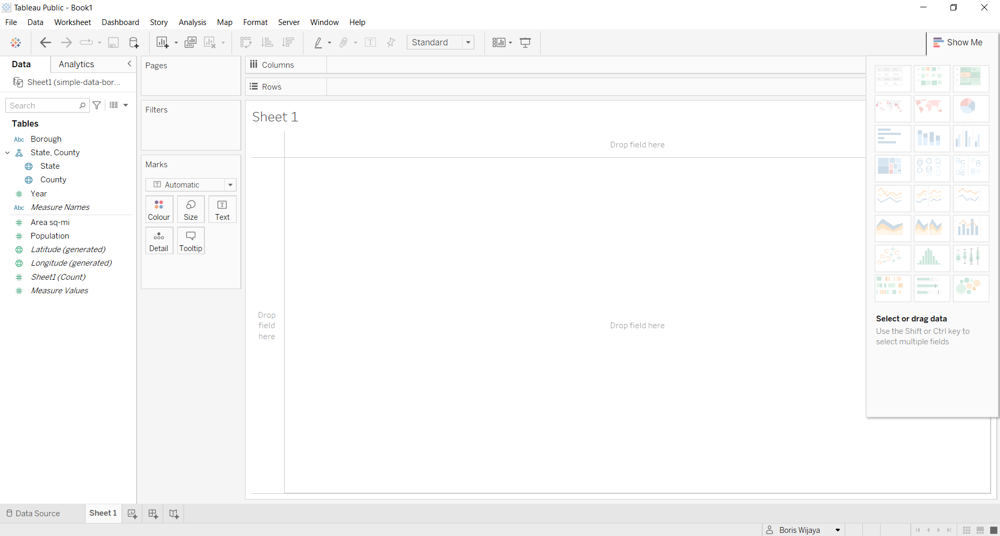 Tableau Public - Book1
File Data Worksheet Dashboard Story Analysis Map Format Server Window Help
Standard
Show Me
Data Analytics
Sheet1 (simple-data-bor...
Search
Tables
Abc Borough
State, County
State
County
Year
Abc Measure Names
Area sq-mi
Population
Latitude (generated)
Longitude (generated)
Sheet1 (Count)
Measure Values
Pages
Filters
Marks
T Automatic
Colour Size Text
Detail Tooltip
Columns
Rows
Sheet 1
Drop field here
Drop
field
here
Drop field here
Select or drag data
Use the Shift or Ctrl key to
select multiple fields
Data Source Sheet 1
Boris Wijaya